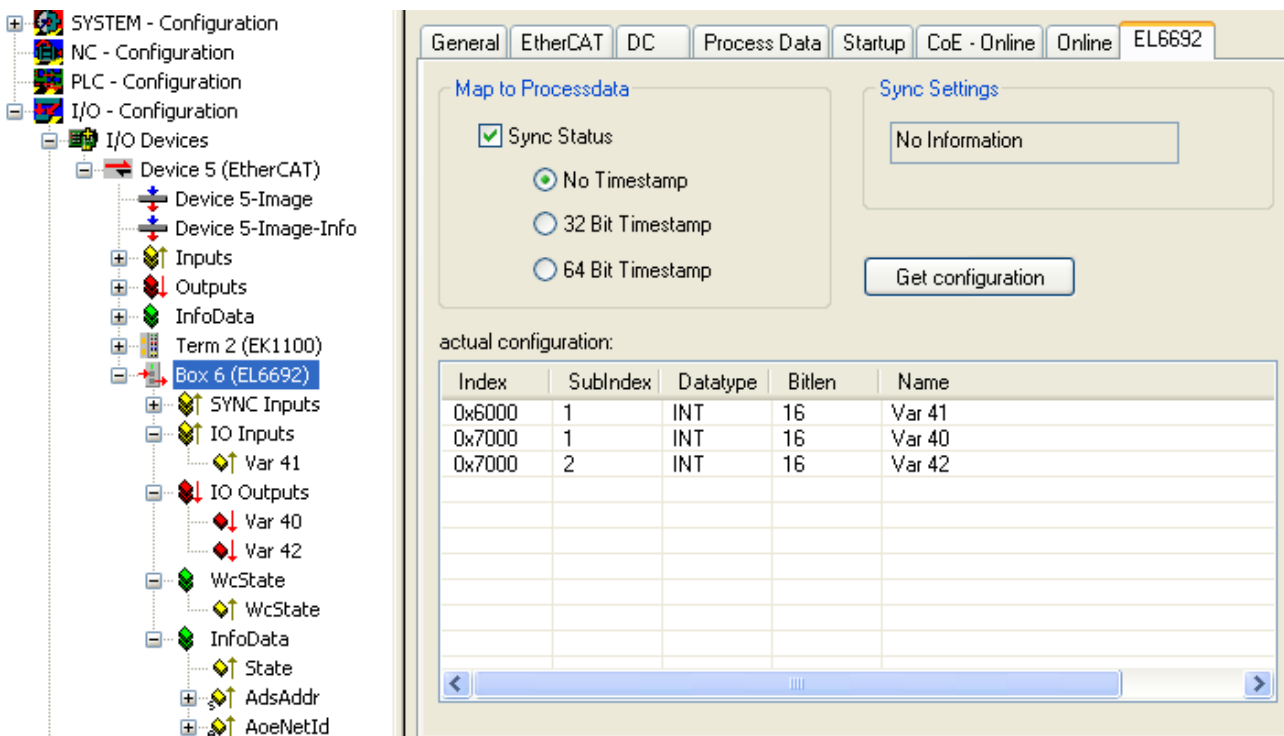 SYSTEM - Configuration
NC - Configuration
PLC - Configuration
I/O - Configuration
I/O Devices
Device 5 (EtherCAT)
Device 5-Image
Device 5-Image-Info
Inputs
Outputs
InfoData
Term 2 (EK1100)
Box 6 (EL6692)
SYNC Inputs
IO Inputs
Var 41
IO Outputs
Var 40
Var 42
WcState
WcState
InfoData
State
AdsAddr
AoeNetId
General EtherCAT DC Process Data Startup CoE - Online Online EL6692
Map to Processdata
Sync Status
No Timestamp
32 Bit Timestamp
64 Bit Timestamp
Sync Settings
No Information
Get configuration
actual configuration:
Index SubIndex Datatype Bitlen Name
0x6000 1 INT 16 Var 41
0x7000 1 INT 16 Var 40
0x7000 2 INT 16 Var 42